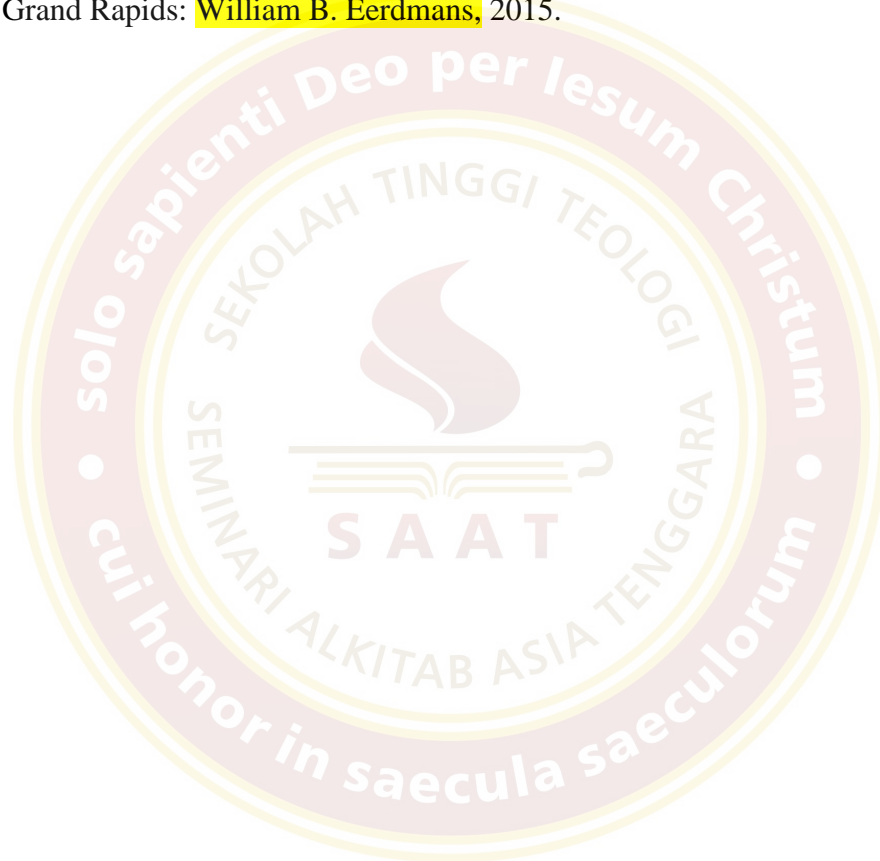 Grand Rapids: William B. Eerdmans, 2015.
solo sapienti Deo per Iesum Christum
SEKOLAH TINGGI TEOLOGI
SAAT
SEMINARI ALKITAB ASIA TENGGARA
cui honor in saecula saeculorum